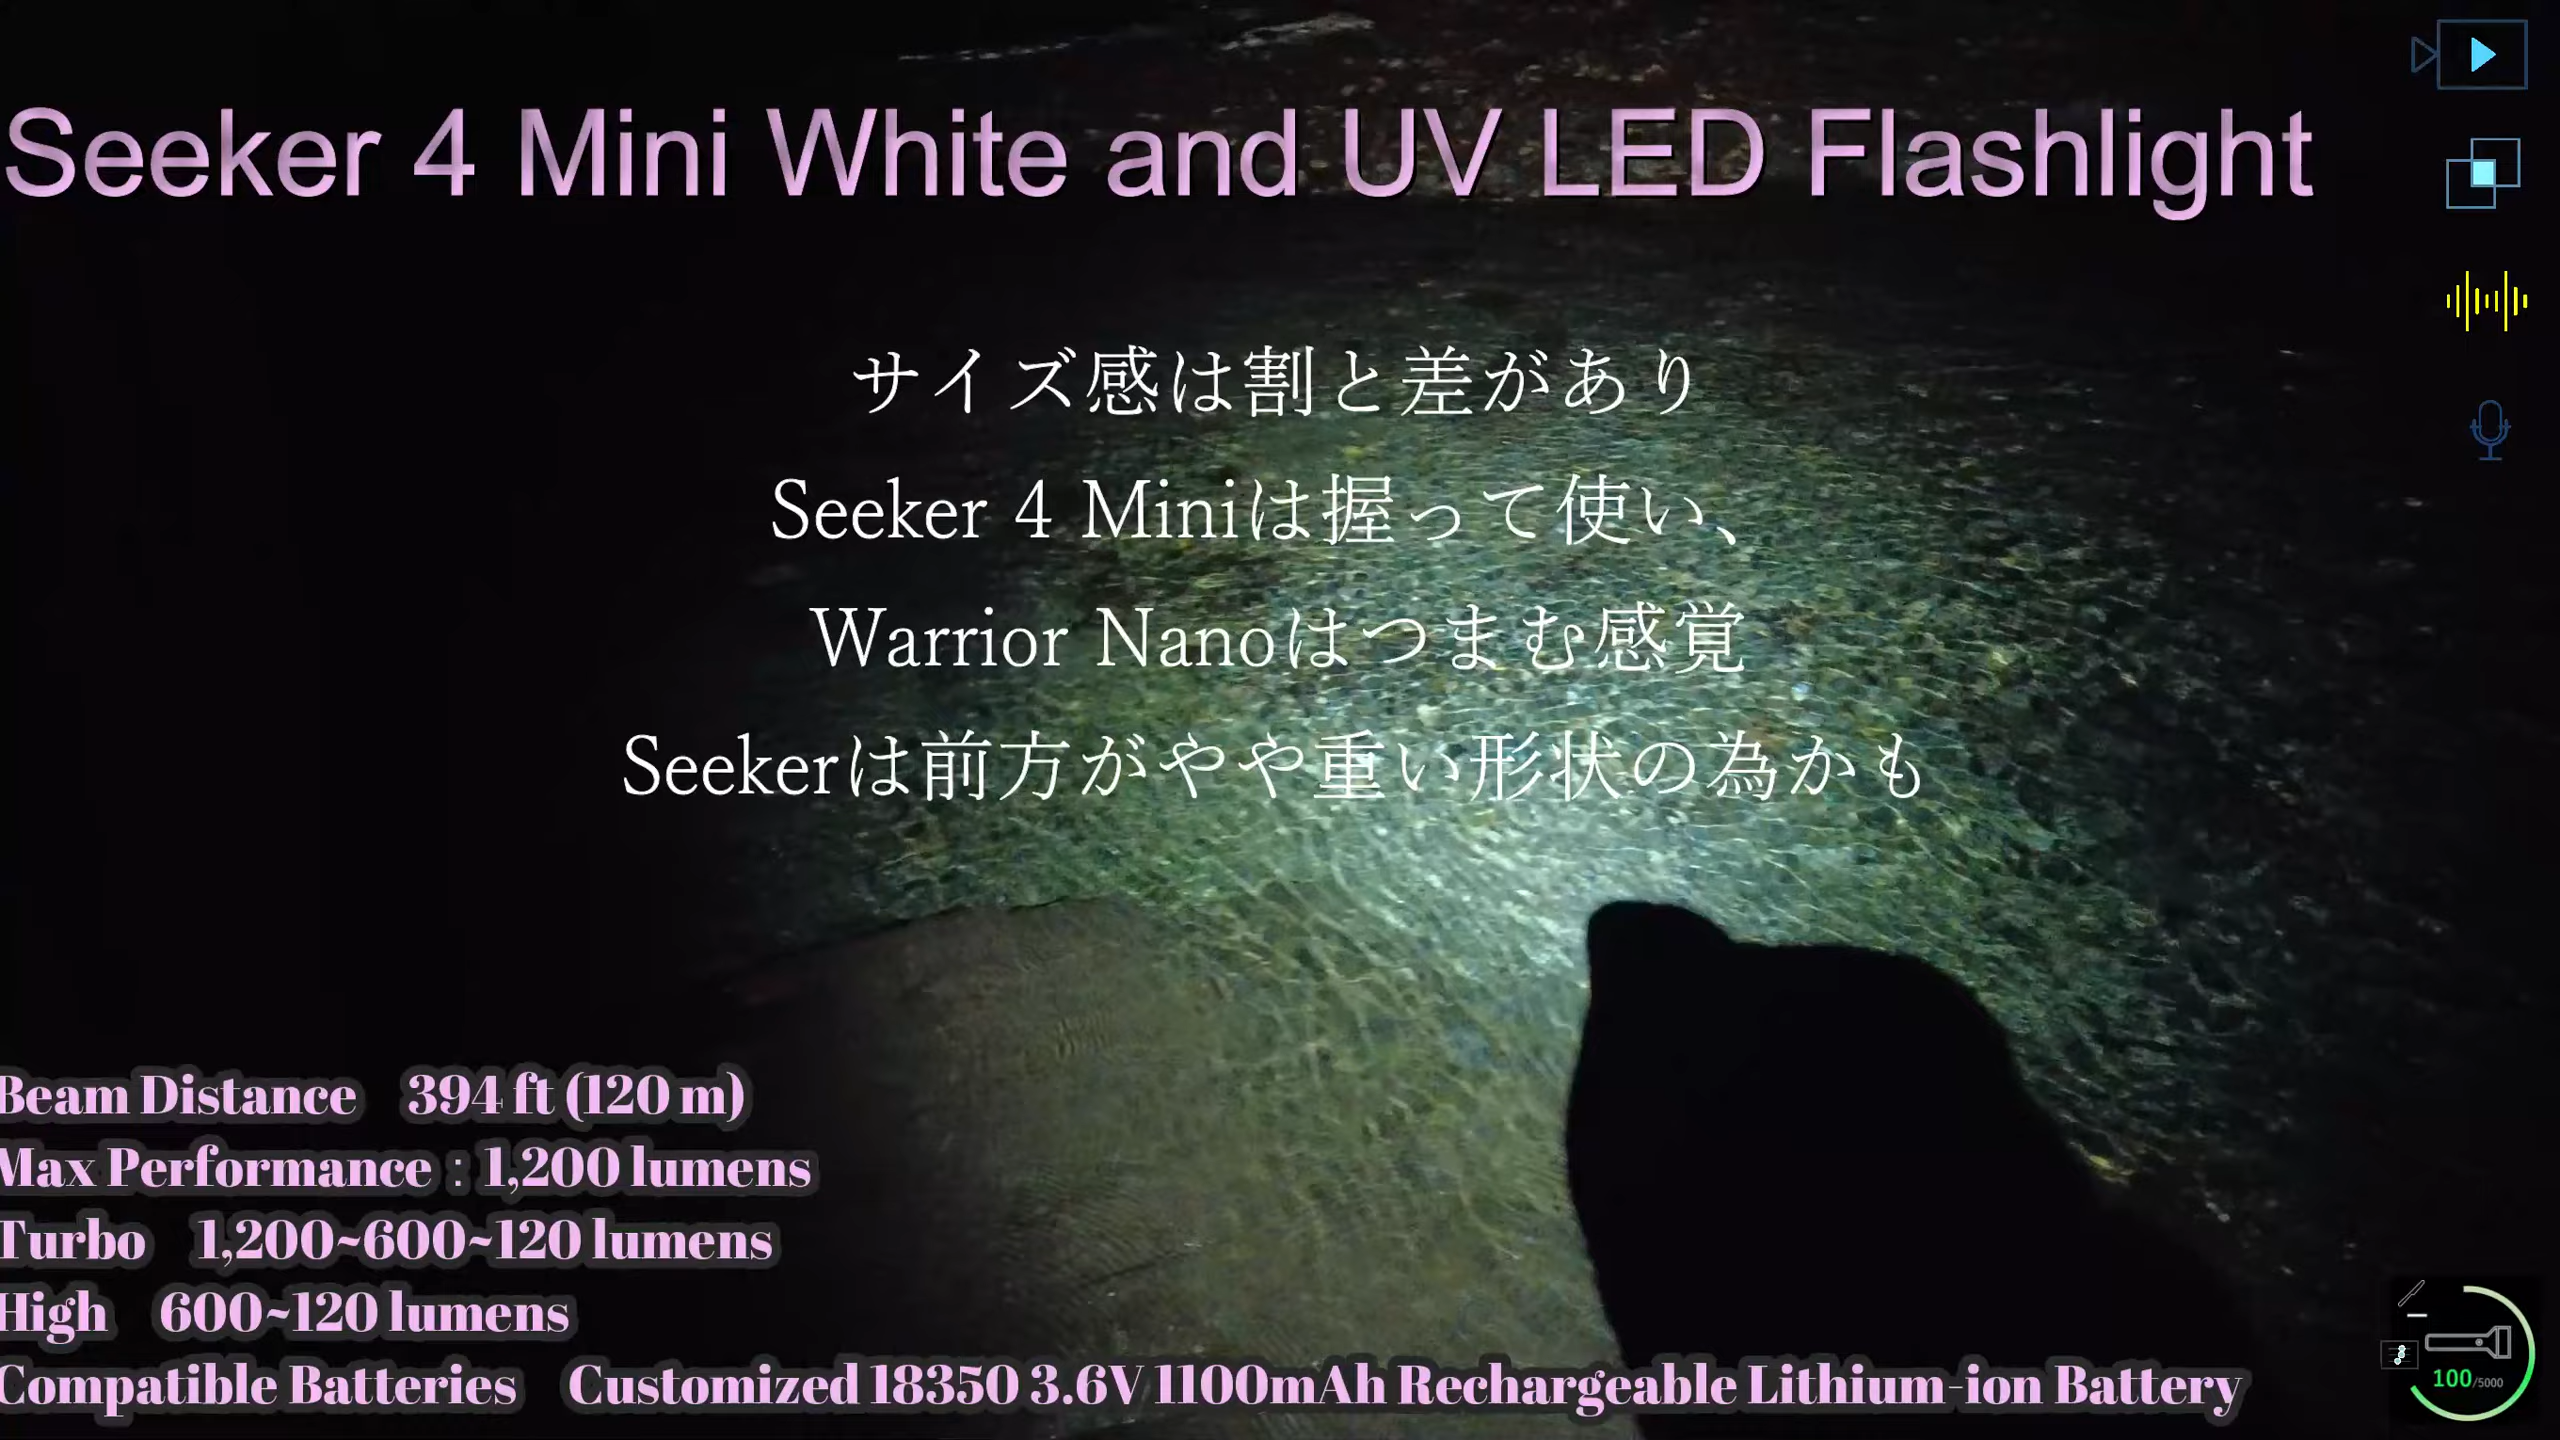 Seeker 4 Mini White and UV LED Flashlight
サイズ感は割と差があり
Seeker 4 Miniは握って使い、
Warrior Nanoはつまむ感覚
Seekerは前方がやや重い形状の為かも
Beam Distance　394 ft (120 m)
Max Performance：1,200 lumens
Turbo　1,200~600~120 lumens
High　600~120 lumens
Compatible Batteries　Customized 18350 3.6V 1100mAh Rechargeable Lithium-ion Battery
100/5000